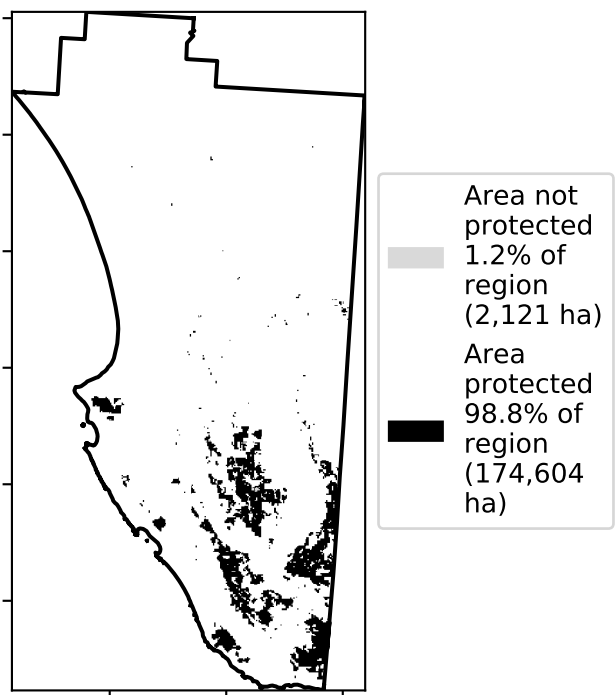 Area not
protected
1.2% of
region
(2,121 ha)
Area
protected
98.8% of
region
(174,604
ha)